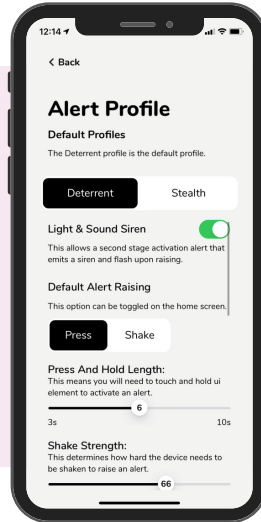 12:14
Back
Alert Profile
Default Profiles
The Deterrent profile is the default profile.
Deterrent Stealth
Light & Sound Siren
This allows a second stage activation alert that
emits a siren and flash upon raising.
Default Alert Raising
This option can be toggled on the home screen.
Press Shake
Press And Hold Length:
This means you will need to touch and hold ui
element to activate an alert.
6
3s 10s
Shake Strength:
This determines how hard the device needs to
be shaken to raise an alert.
66